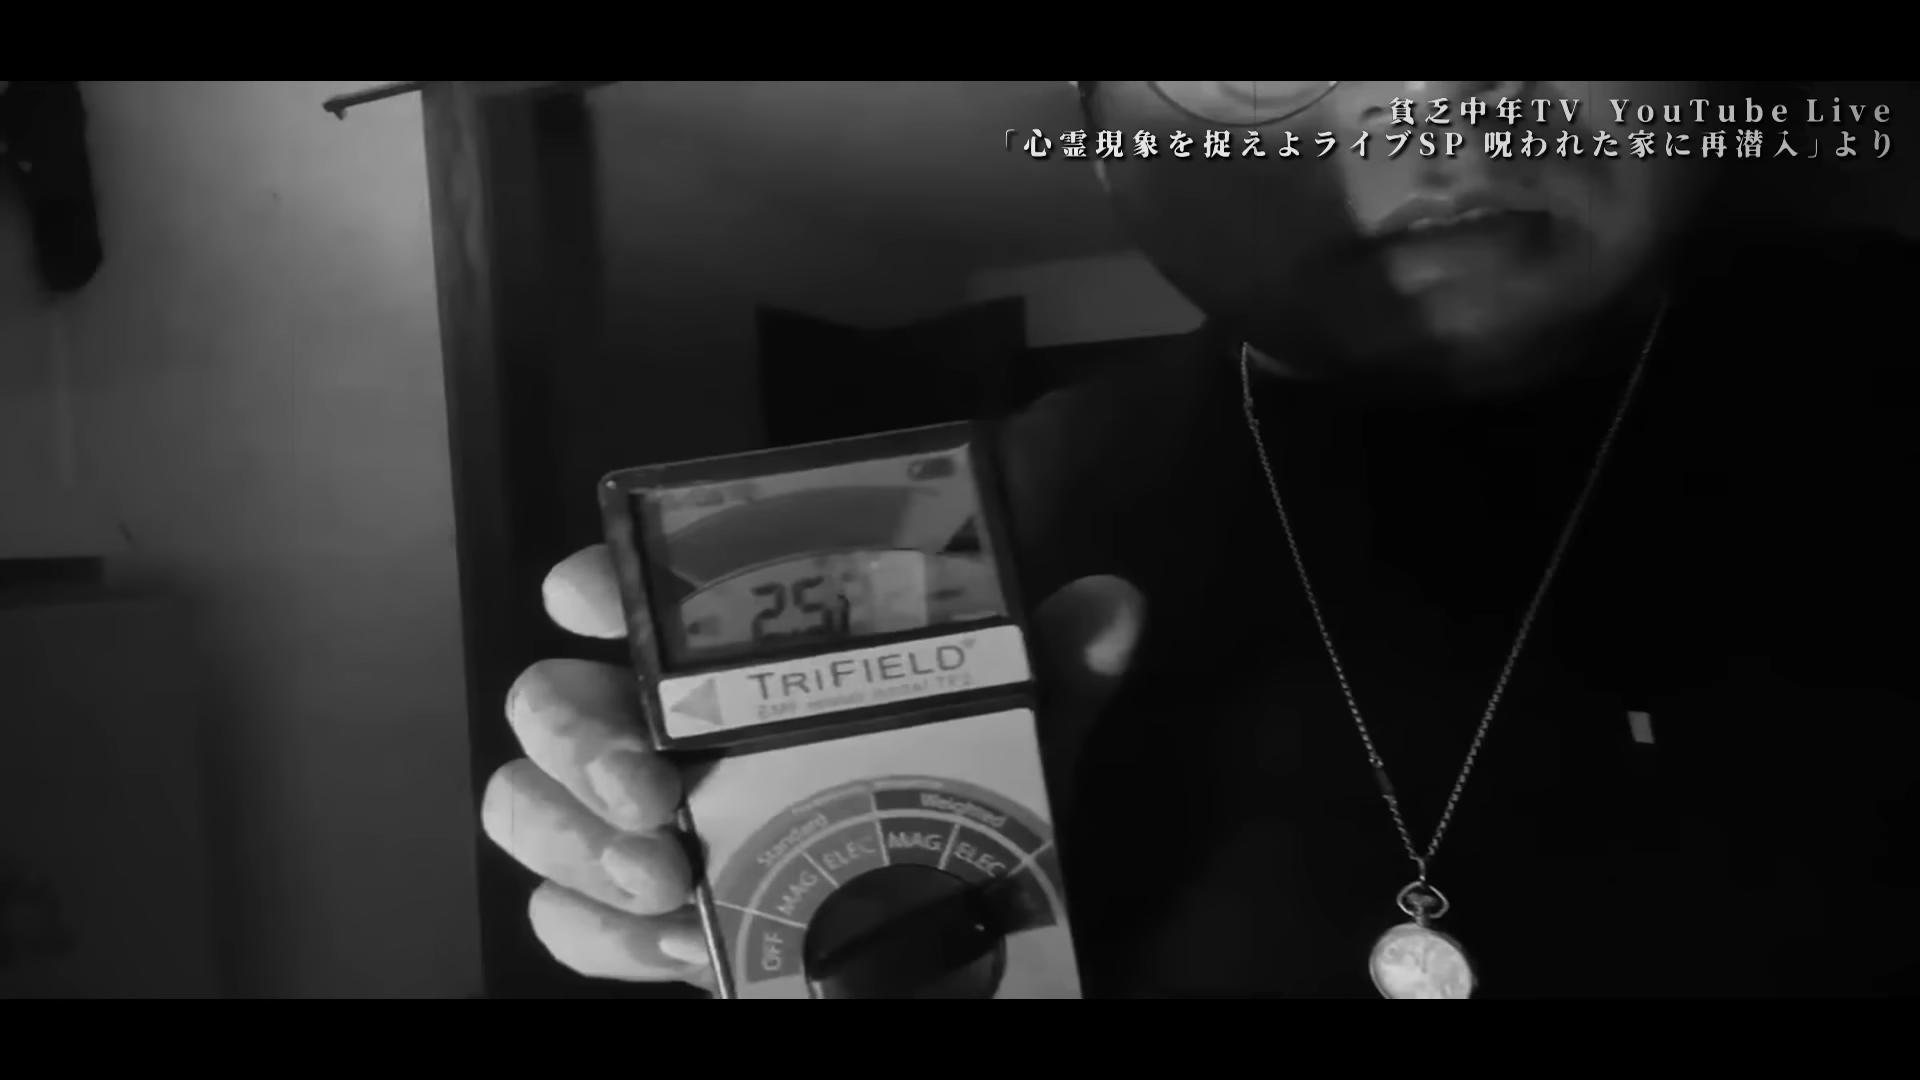 貧乏中年TV YouTube Live
「心霊現象を捉えよライブSP 呪われた家に再潜入」より
TRIFIELD
Standard
Weighted
OFF
MAG
ELEC
MAG
ELEC